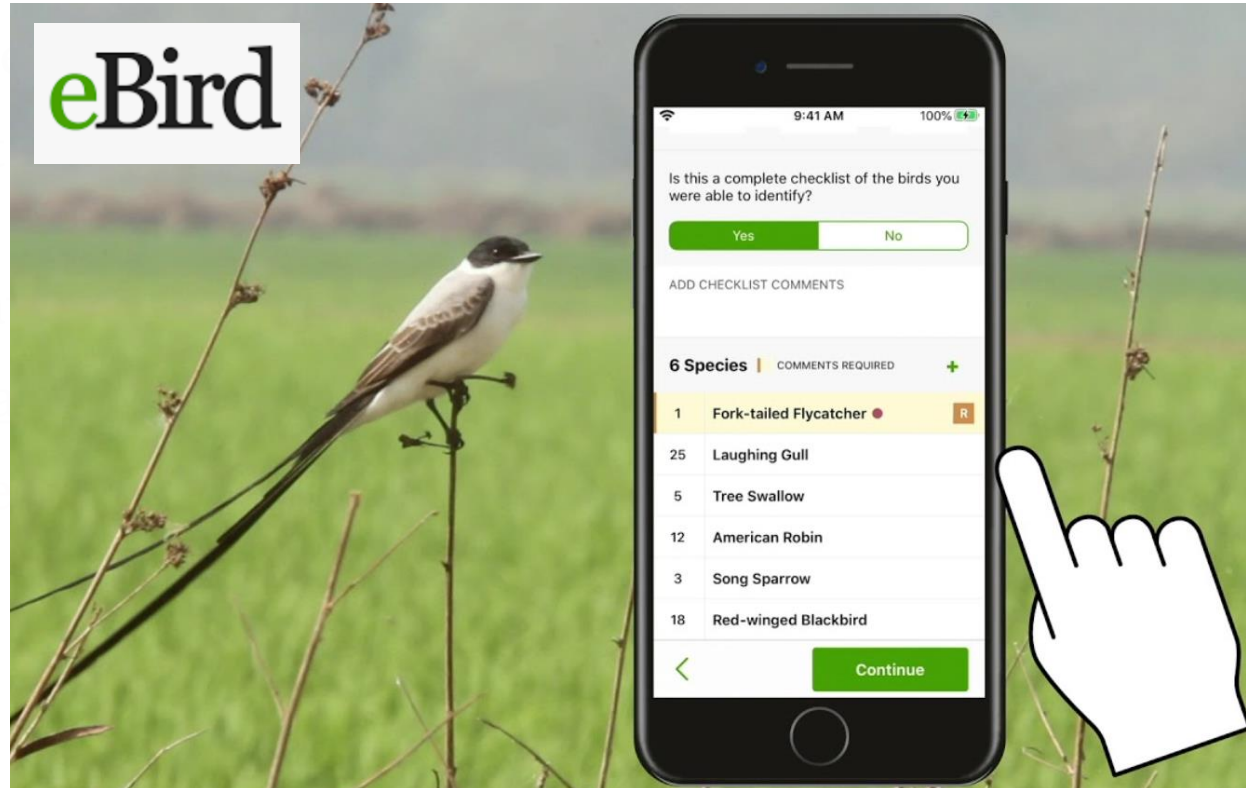 eBird
9:41 AM 100%
Is this a complete checklist of the birds you
were able to identify?
Yes No
ADD CHECKLIST COMMENTS
6 Species COMMENTS REQUIRED +
1 Fork-tailed Flycatcher R
25 Laughing Gull
5 Tree Swallow
12 American Robin
3 Song Sparrow
18 Red-winged Blackbird
Continue